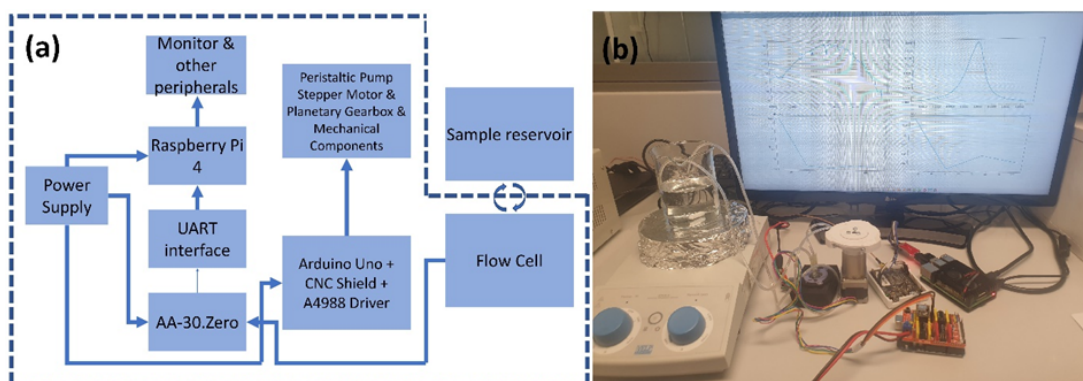 (a)
Monitor &
other
peripherals
Peristaltic Pump
Stepper Motor &
Planetary Gearbox &
Mechanical
Components
Sample reservoir
Raspberry Pi
4
Power
Supply
UART
interface
Arduino Uno +
CNC Shield +
A4988 Driver
Flow Cell
AA-30.Zero
(b)